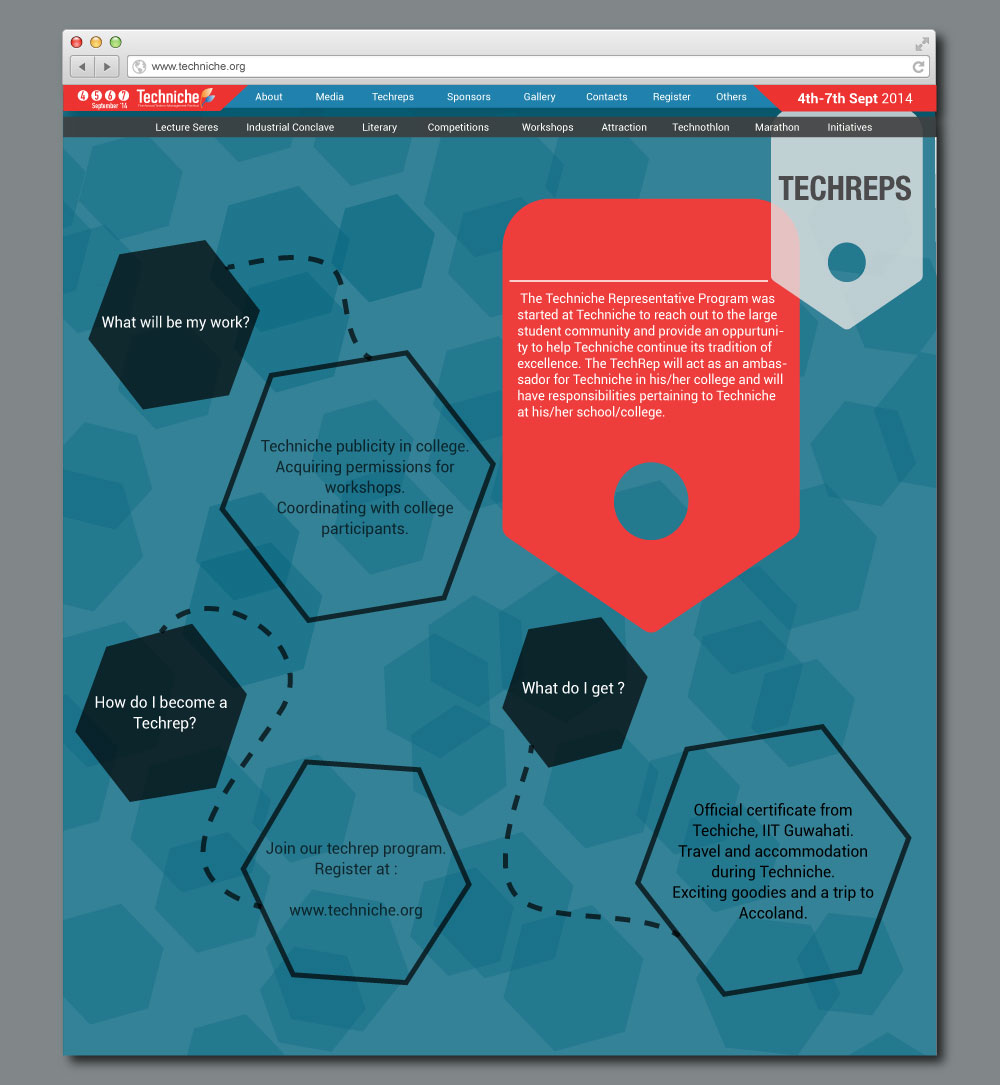 www.techniche.org
4 5 6 7
September '14
Techniche
About Media Techreps Sponsors Gallery Contacts Register Others
4th-7th Sept 2014
Lecture Seres Industrial Conclave Literary Competitions Workshops Attraction Technothlon Marathon Initiatives
TECHREPS
The Techniche Representative Program was
started at Techniche to reach out to the large
student community and provide an oppurtuni-
ty to help Techniche continue its tradition of
excellence. The TechRep will act as an ambas-
sador for Techniche in his/her college and will
have responsibilities pertaining to Techniche
at his/her school/college.
What will be my work?
Techniche publicity in college.
Acquiring permissions for
workshops.
Coordinating with college
participants.
How do I become a
Techrep?
Join our techrep program.
Register at :
www.techniche.org
What do I get ?
Official certificate from
Techiche, IIT Guwahati.
Travel and accommodation
during Techniche.
Exciting goodies and a trip to
Accoland.